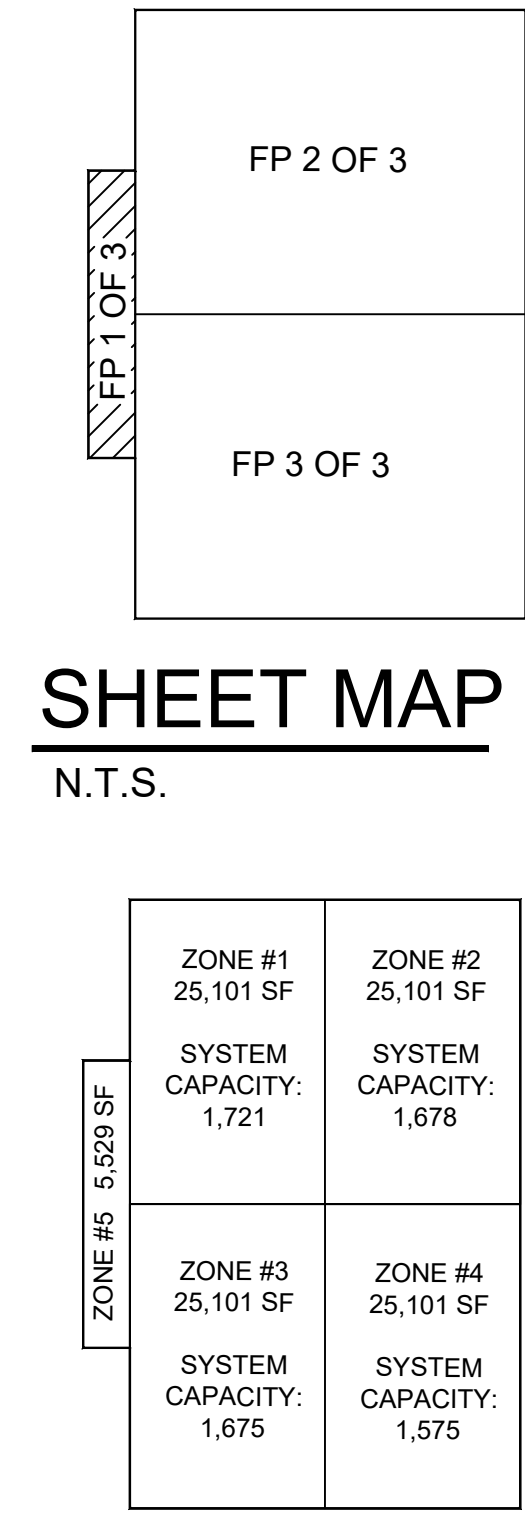 FP 2 OF 3
FP 1 OF 3
FP 3 OF 3
SHEET MAP
N.T.S.
ZONE #1
25,101 SF
SYSTEM
CAPACITY:
1,721
ZONE #2
25,101 SF
SYSTEM
CAPACITY:
1,678
ZONE #5 5,529 SF
ZONE #3
25,101 SF
SYSTEM
CAPACITY:
1,675
ZONE #4
25,101 SF
SYSTEM
CAPACITY:
1,575